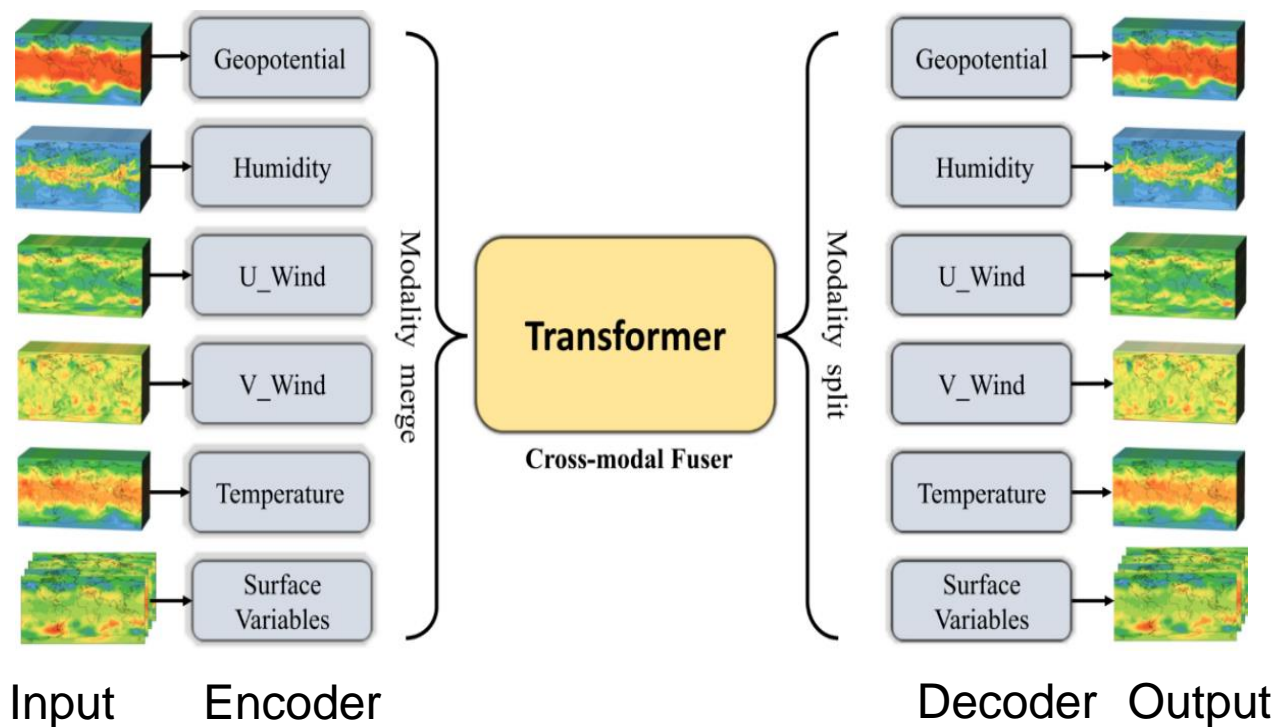 Geopotential
Humidity
U_Wind
V_Wind
Temperature
Surface
Variables
Modality merge
Transformer
Cross-modal Fuser
Modality split
Geopotential
Humidity
U_Wind
V_Wind
Temperature
Surface
Variables
Input
Encoder
Decoder
Output